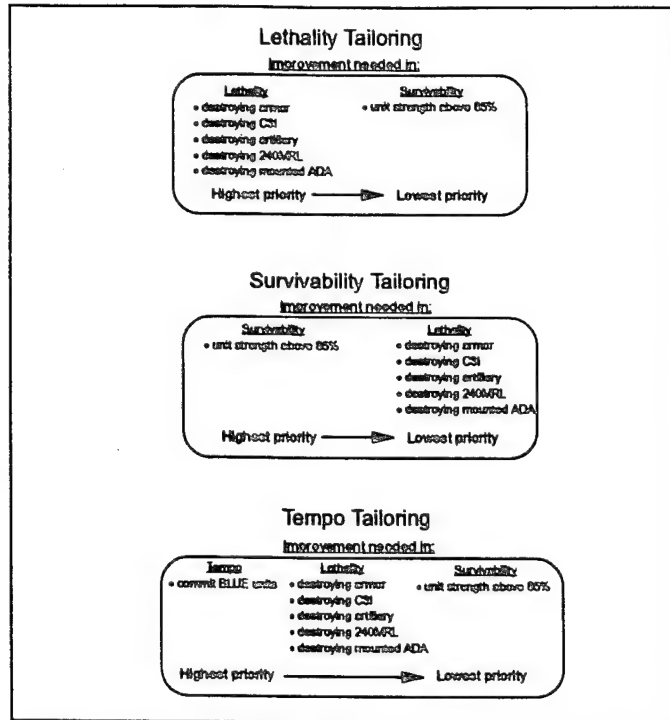 Lethality Tailoring
Improvement needed in:
Lethality Survivability
• destroying armor • unit strength above 85%
• destroying CSI
• destroying artillery
• destroying 240MRL
• destroying mounted ADA
Highest priority Lowest priority
Survivability Tailoring
Improvement needed in:
Survivability Lethality
• unit strength above 85% • destroying armor
• destroying CSI
• destroying artillery
• destroying 240MRL
• destroying mounted ADA
Highest priority Lowest priority
Tempo Tailoring
Improvement needed in:
Tempo Lethality Survivability
• commit BLUE units • destroying armor • unit strength above 85%
• destroying CSI
• destroying artillery
• destroying 240MRL
• destroying mounted ADA
Highest priority Lowest priority